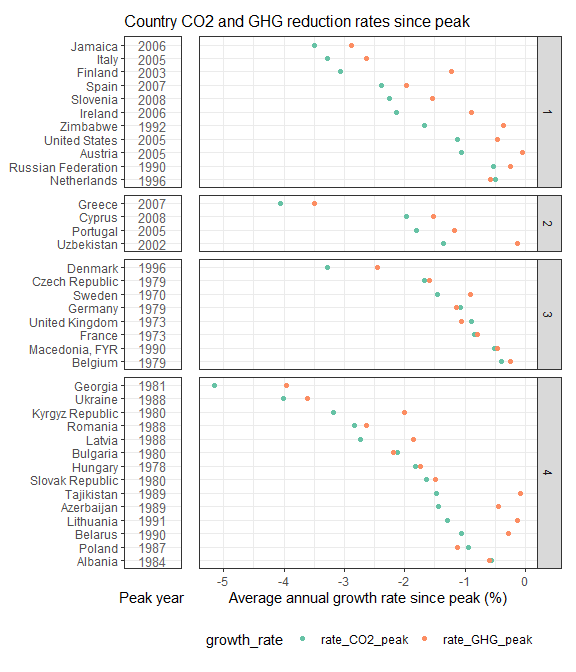 Country CO2 and GHG reduction rates since peak
Jamaica 2006
Italy 2005
Finland 2003
Spain 2007
Slovenia 2008
Ireland 2006
Zimbabwe 1992
United States 2005
Austria 2005
Russian Federation 1990
Netherlands 1996
1
Greece 2007
Cyprus 2008
Portugal 2005
Uzbekistan 2002
2
Denmark 1996
Czech Republic 1979
Sweden 1970
Germany 1979
United Kingdom 1973
France 1973
Macedonia, FYR 1990
Belgium 1979
3
Georgia 1981
Ukraine 1988
Kyrgyz Republic 1980
Romania 1988
Latvia 1988
Bulgaria 1980
Hungary 1978
Slovak Republic 1980
Tajikistan 1989
Azerbaijan 1989
Lithuania 1991
Belarus 1990
Poland 1987
Albania 1984
4
-5 -4 -3 -2 -1 0
Peak year Average annual growth rate since peak (%)
growth_rate rate_CO2_peak rate_GHG_peak